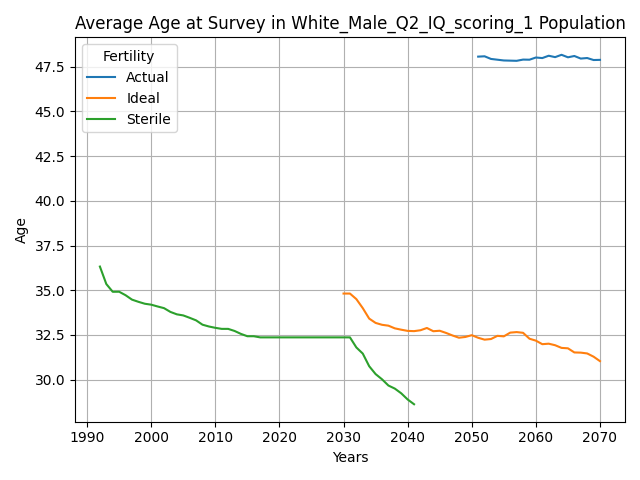 Average Age at Survey in White_Male_Q2_IQ_scoring_1 Population
Fertility
Actual
Ideal
Sterile
47.5
45.0
42.5
40.0
37.5
35.0
32.5
30.0
Age
1990 2000 2010 2020 2030 2040 2050 2060 2070
Years